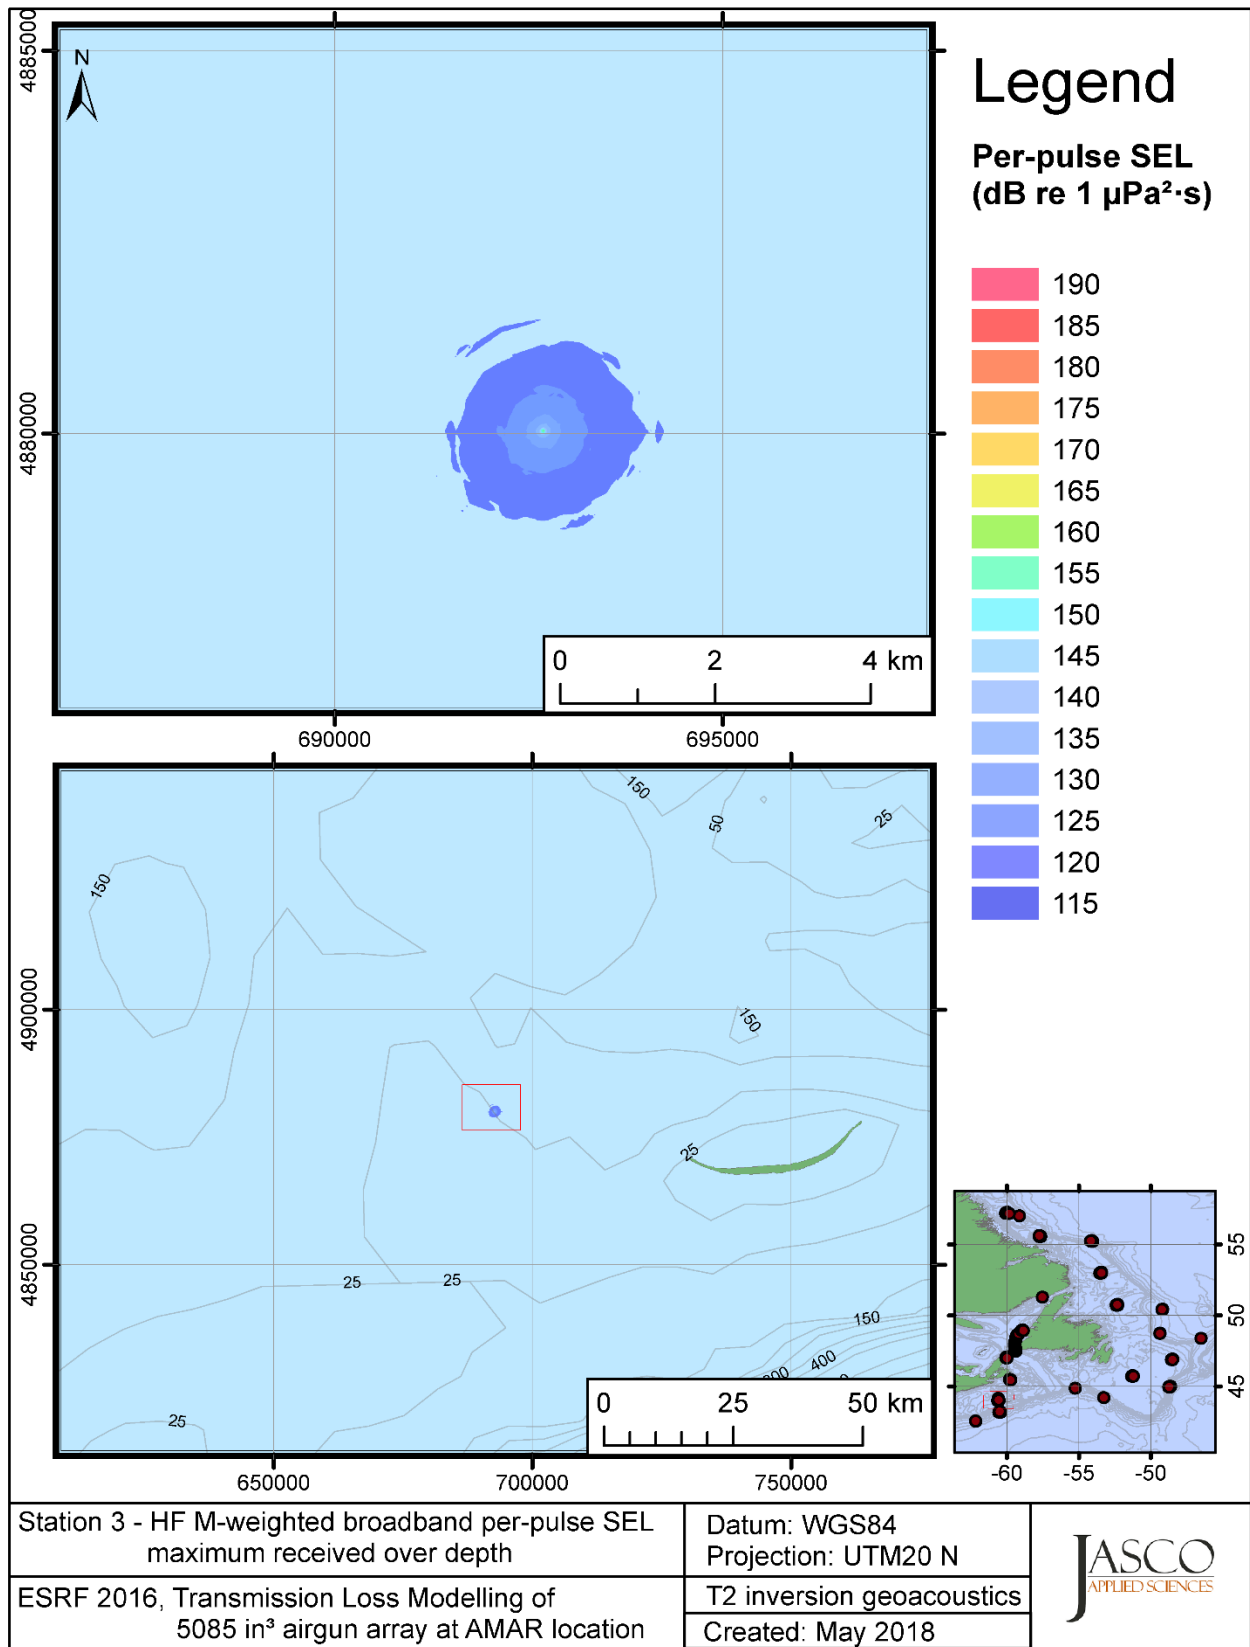 N
4885000
4880000
690000
695000
0 2 4 km
Legend
Per-pulse SEL
(dB re 1 µPa²·s)
190
185
180
175
170
165
160
155
150
145
140
135
130
125
120
115
150
150
50
25
150
25
25
25
150
400
25
4900000
4850000
650000
700000
750000
0 25 50 km
55
50
45
-60 -55 -50
Station 3 - HF M-weighted broadband per-pulse SEL
maximum received over depth
ESRF 2016, Transmission Loss Modelling of
5085 in³ airgun array at AMAR location
Datum: WGS84
Projection: UTM20 N
T2 inversion geoacoustics
Created: May 2018
JASCO
APPLIED SCIENCES